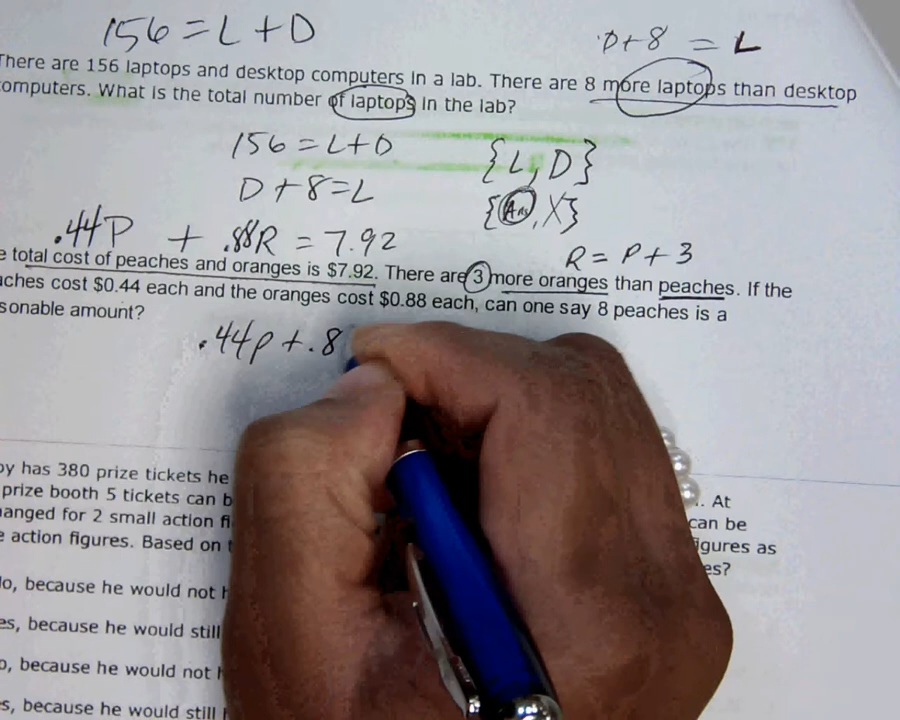 156 = L + D
D + 8 = L
There are 156 laptops and desktop computers in a lab. There are 8 more laptops than desktop
omputers. What is the total number of laptops in the lab?
156 = L + D
{L, D}
D + 8 = L
{Ans, X}
.44P + .88R = 7.92
R = P + 3
e total cost of peaches and oranges is $7.92. There are 3 more oranges than peaches. If the
aches cost $0.44 each and the oranges cost $0.88 each, can one say 8 peaches is a
sonable amount?
.44p + .8
by has 380 prize tickets he
. At
prize booth 5 tickets can b
can be
anged for 2 small action fi
igures as
e action figures. Based on t
es?
lo, because he would not h
es, because he would still
o, because he would not h
s, because he would still h